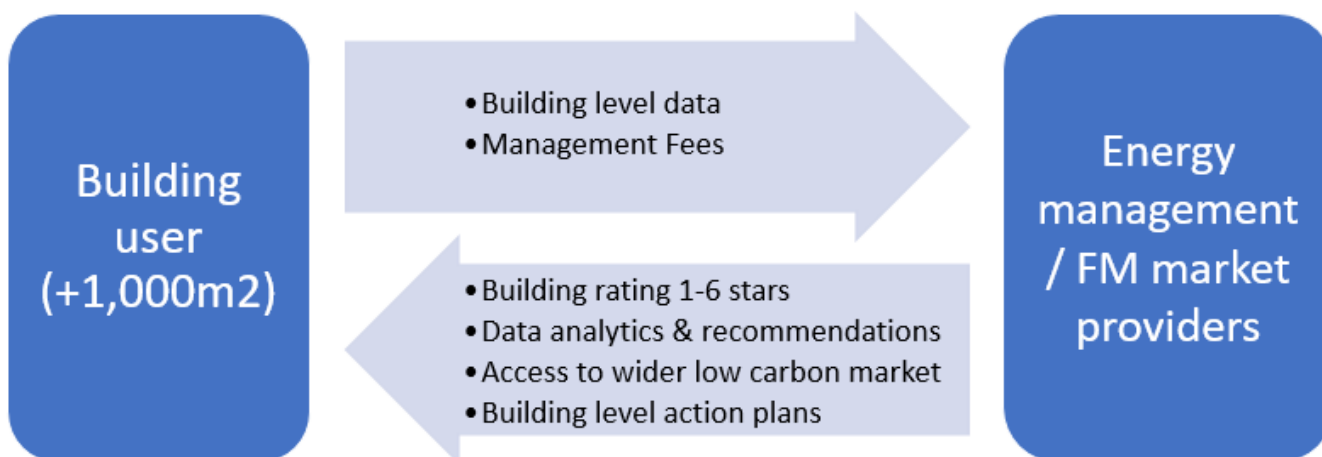 Building
user
(+1,000m2)
•Building level data
•Management Fees
•Building rating 1-6 stars
•Data analytics & recommendations
•Access to wider low carbon market
•Building level action plans
Energy
management
/ FM market
providers